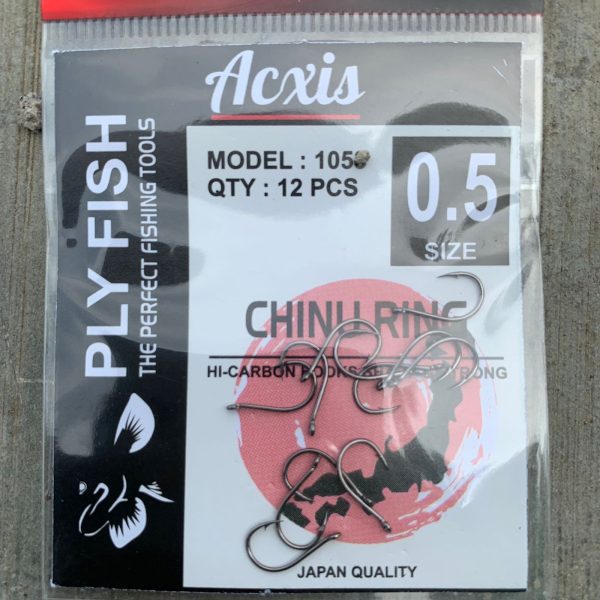 Acxis
PLY FISH
THE PERFECT FISHING TOOLS
MODEL : 105
QTY : 12 PCS
0.5
SIZE
CHINU RING
HI-CARBON HOOKS
JAPAN QUALITY